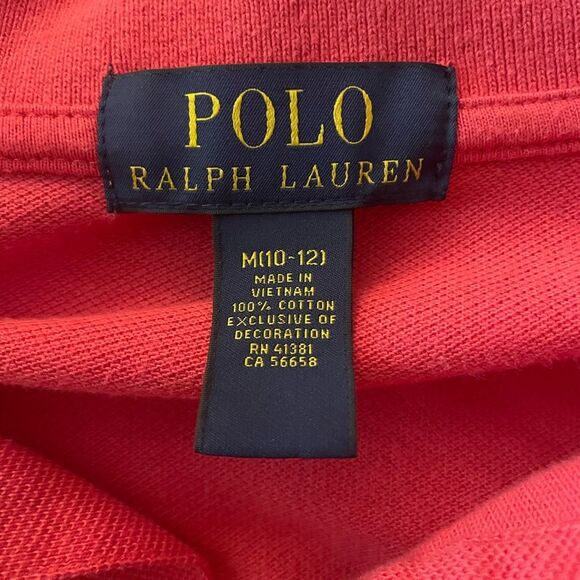 POLO
RALPH LAUREN
M(10-12)
MADE IN
VIETNAM
100% COTTON
EXCLUSIVE OF
DECORATION
RN 41381
CA 56658